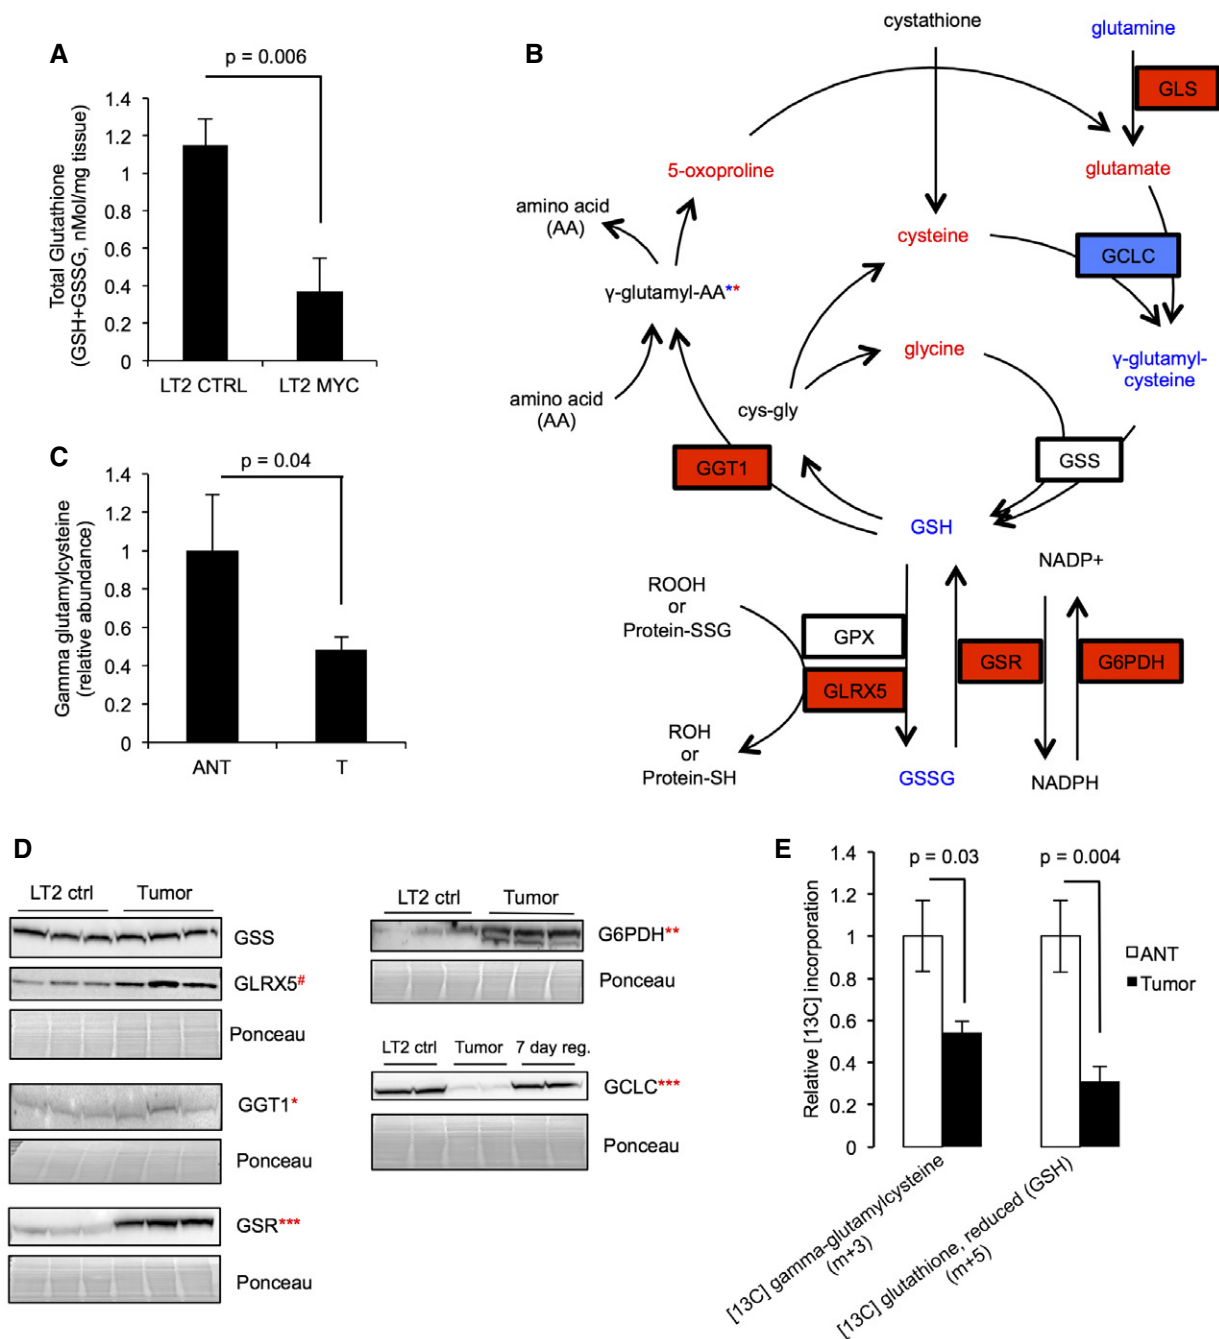 A
p = 0.006
Total Glutathione
(GSH+GSSG, nMol/mg tissue)
1.4
1.2
1
0.8
0.6
0.4
0.2
0
LT2 CTRL
LT2 MYC
B
cystathione
glutamine
GLS
5-oxoproline
glutamate
amino acid
(AA)
cysteine
GCLC
γ-glutamyl-AA**
glycine
γ-glutamyl-
cysteine
amino acid
(AA)
cys-gly
GGT1
GSS
GSH
NADP+
ROOH
or
Protein-SSG
GPX
GLRX5
GSR
G6PDH
ROH
or
Protein-SH
GSSG
NADPH
C
p = 0.04
Gamma glutamylcysteine
(relative abundance)
1.4
1.2
1
0.8
0.6
0.4
0.2
0
ANT
T
D
LT2 ctrl
Tumor
GSS
GLRX5#
Ponceau
GGT1*
Ponceau
GSR***
Ponceau
LT2 ctrl
Tumor
G6PDH**
Ponceau
LT2 ctrl
Tumor
7 day reg.
GCLC***
Ponceau
E
p = 0.03
p = 0.004
Relative [13C] incorporation
1.4
1.2
1
0.8
0.6
0.4
0.2
0
ANT
Tumor
[13C] gamma-glutamylcysteine
(m+3)
[13C] glutathione, reduced (GSH)
(m+5)